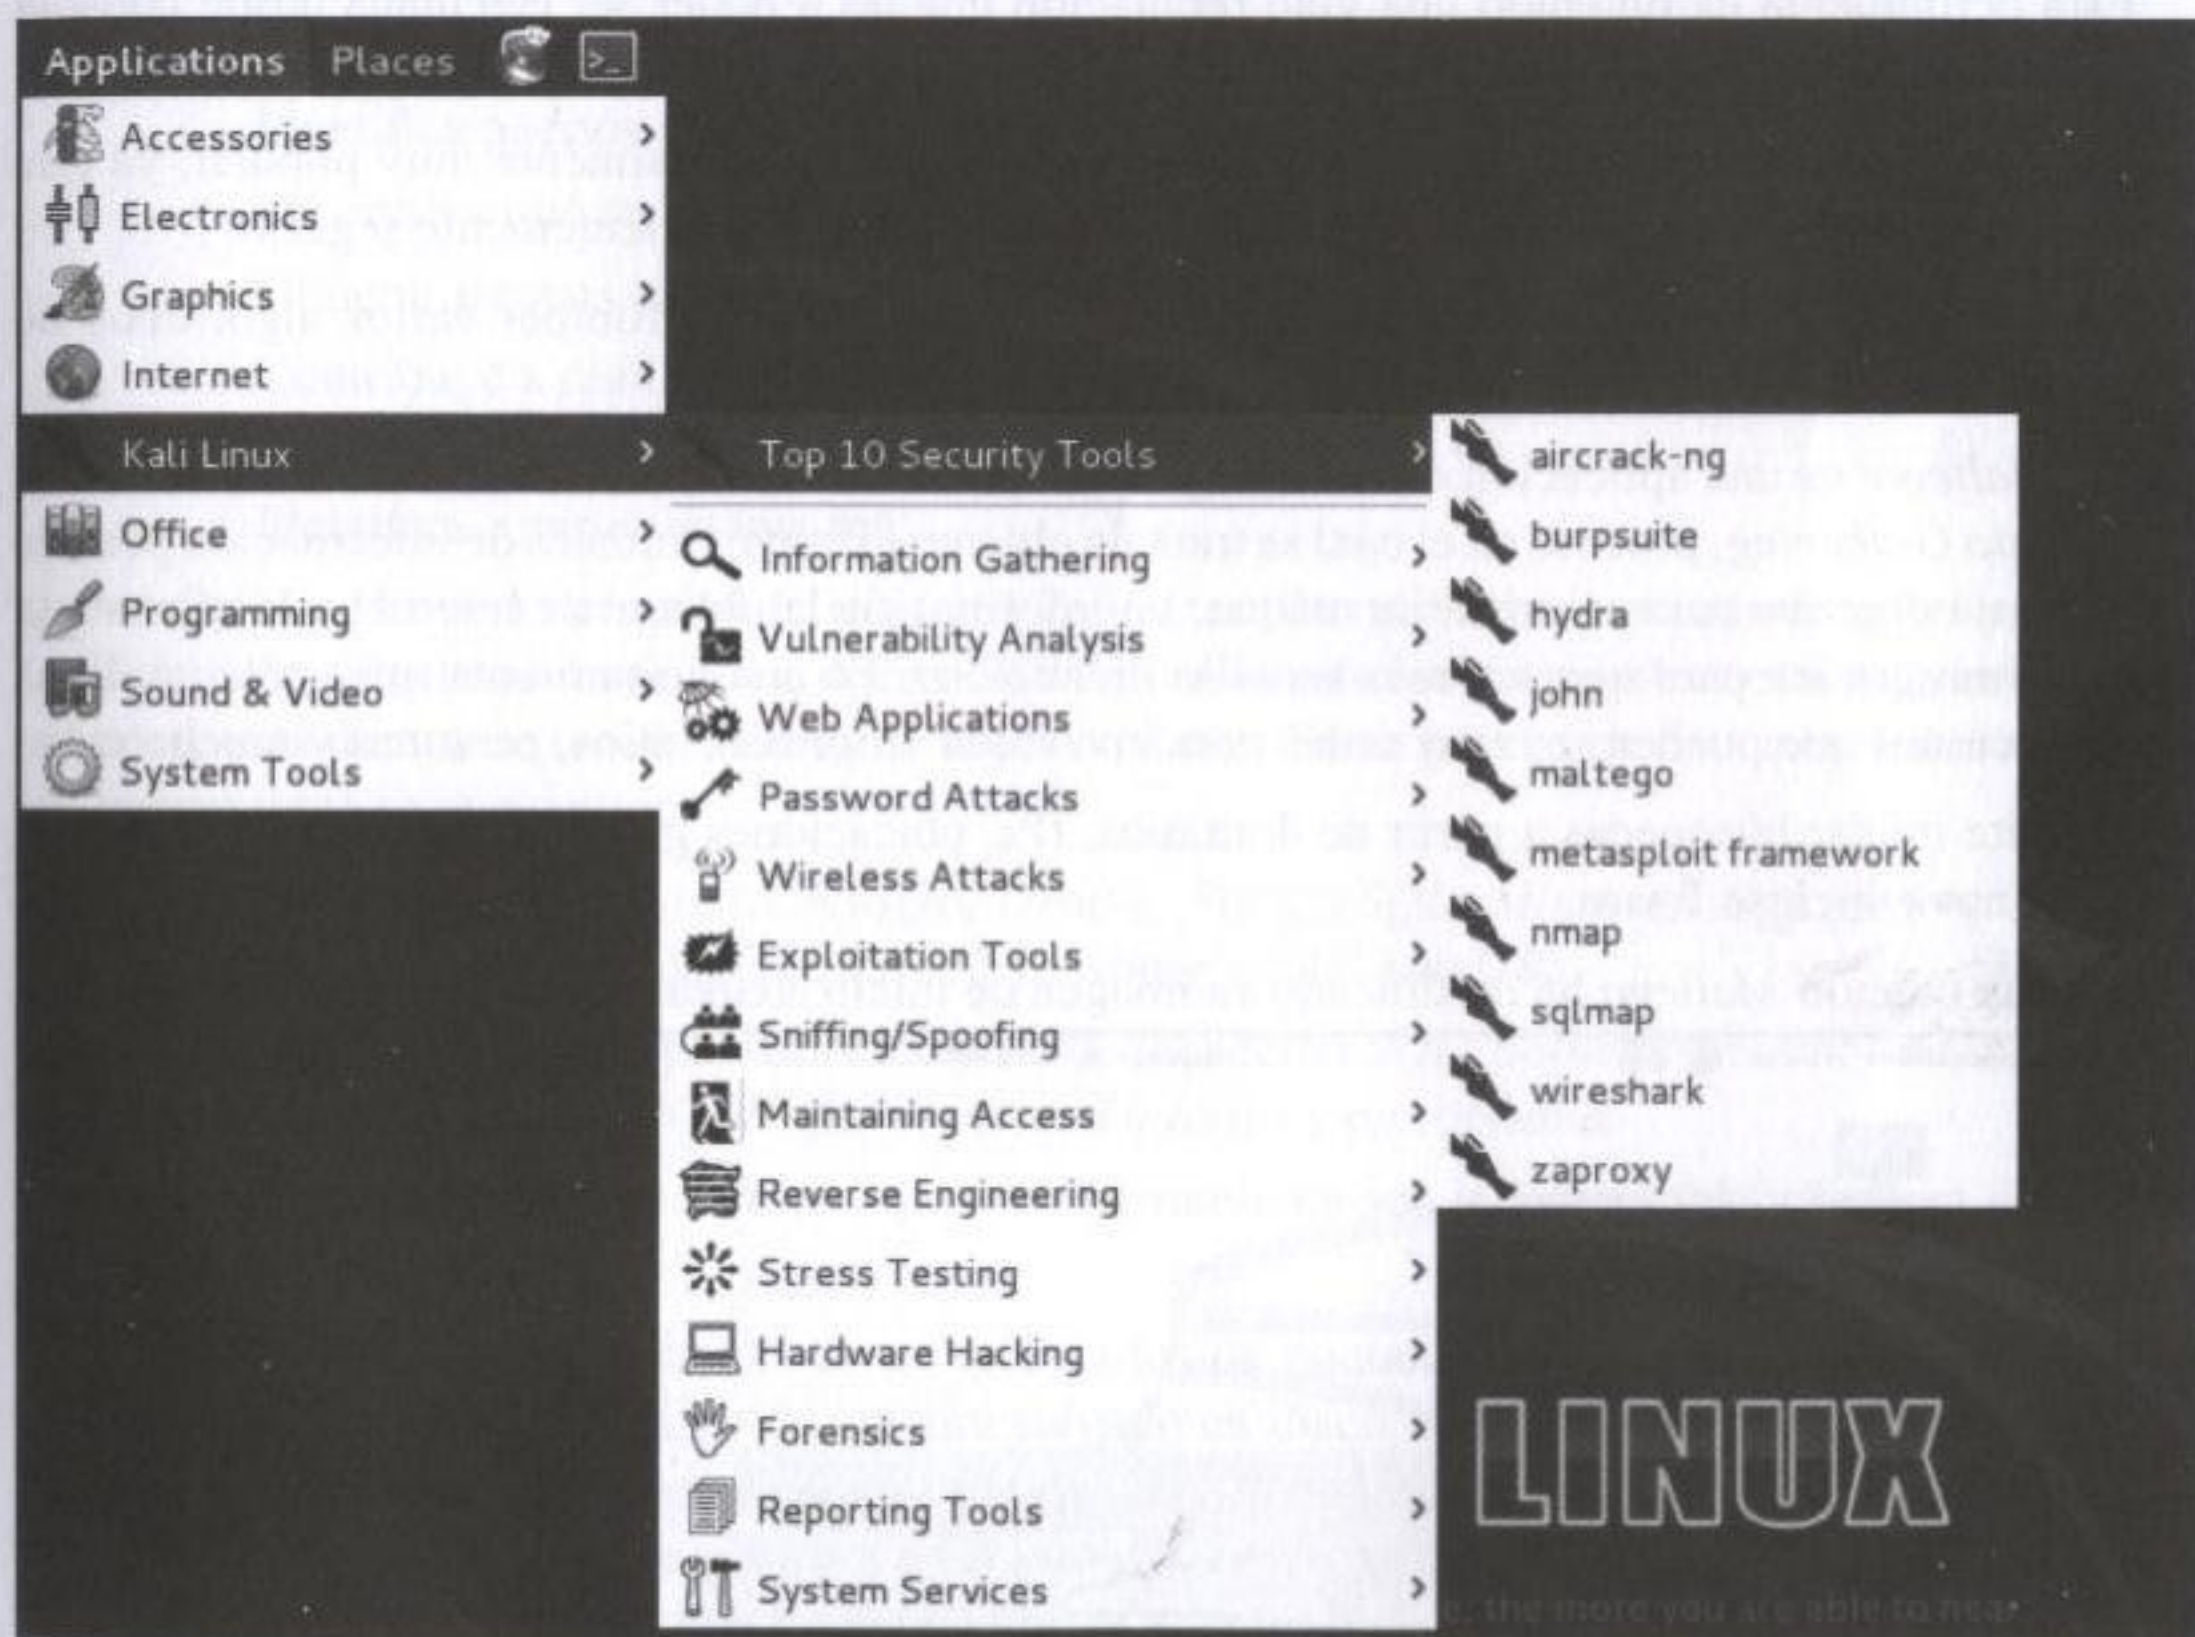 Applications Places
Accessories
Electronics
Graphics
Internet
Kali Linux
Office
Programming
Sound & Video
System Tools
Top 10 Security Tools
Information Gathering
Vulnerability Analysis
Web Applications
Password Attacks
Wireless Attacks
Exploitation Tools
Sniffing/Spoofing
Maintaining Access
Reverse Engineering
Stress Testing
Hardware Hacking
Forensics
Reporting Tools
System Services
aircrack-ng
burpsuite
hydra
john
maltego
metasploit framework
nmap
sqlmap
wireshark
zaproxy
LINUX
the more you are able to hear